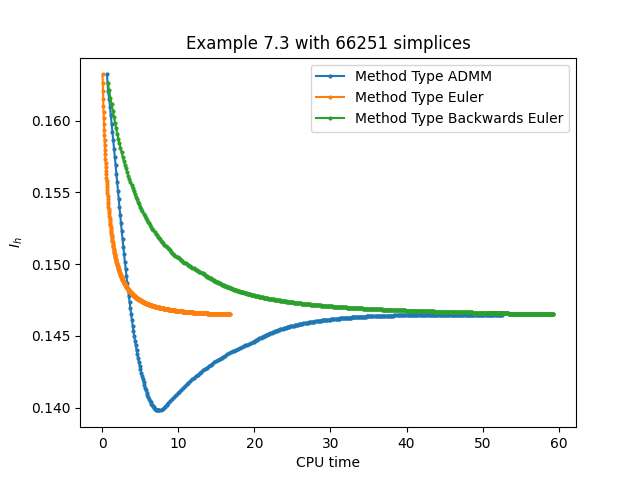 Example 7.3 with 66251 simplices
Method Type ADMM
Method Type Euler
Method Type Backwards Euler
0.160
0.155
0.150
0.145
0.140
I_h
0 10 20 30 40 50 60
CPU time